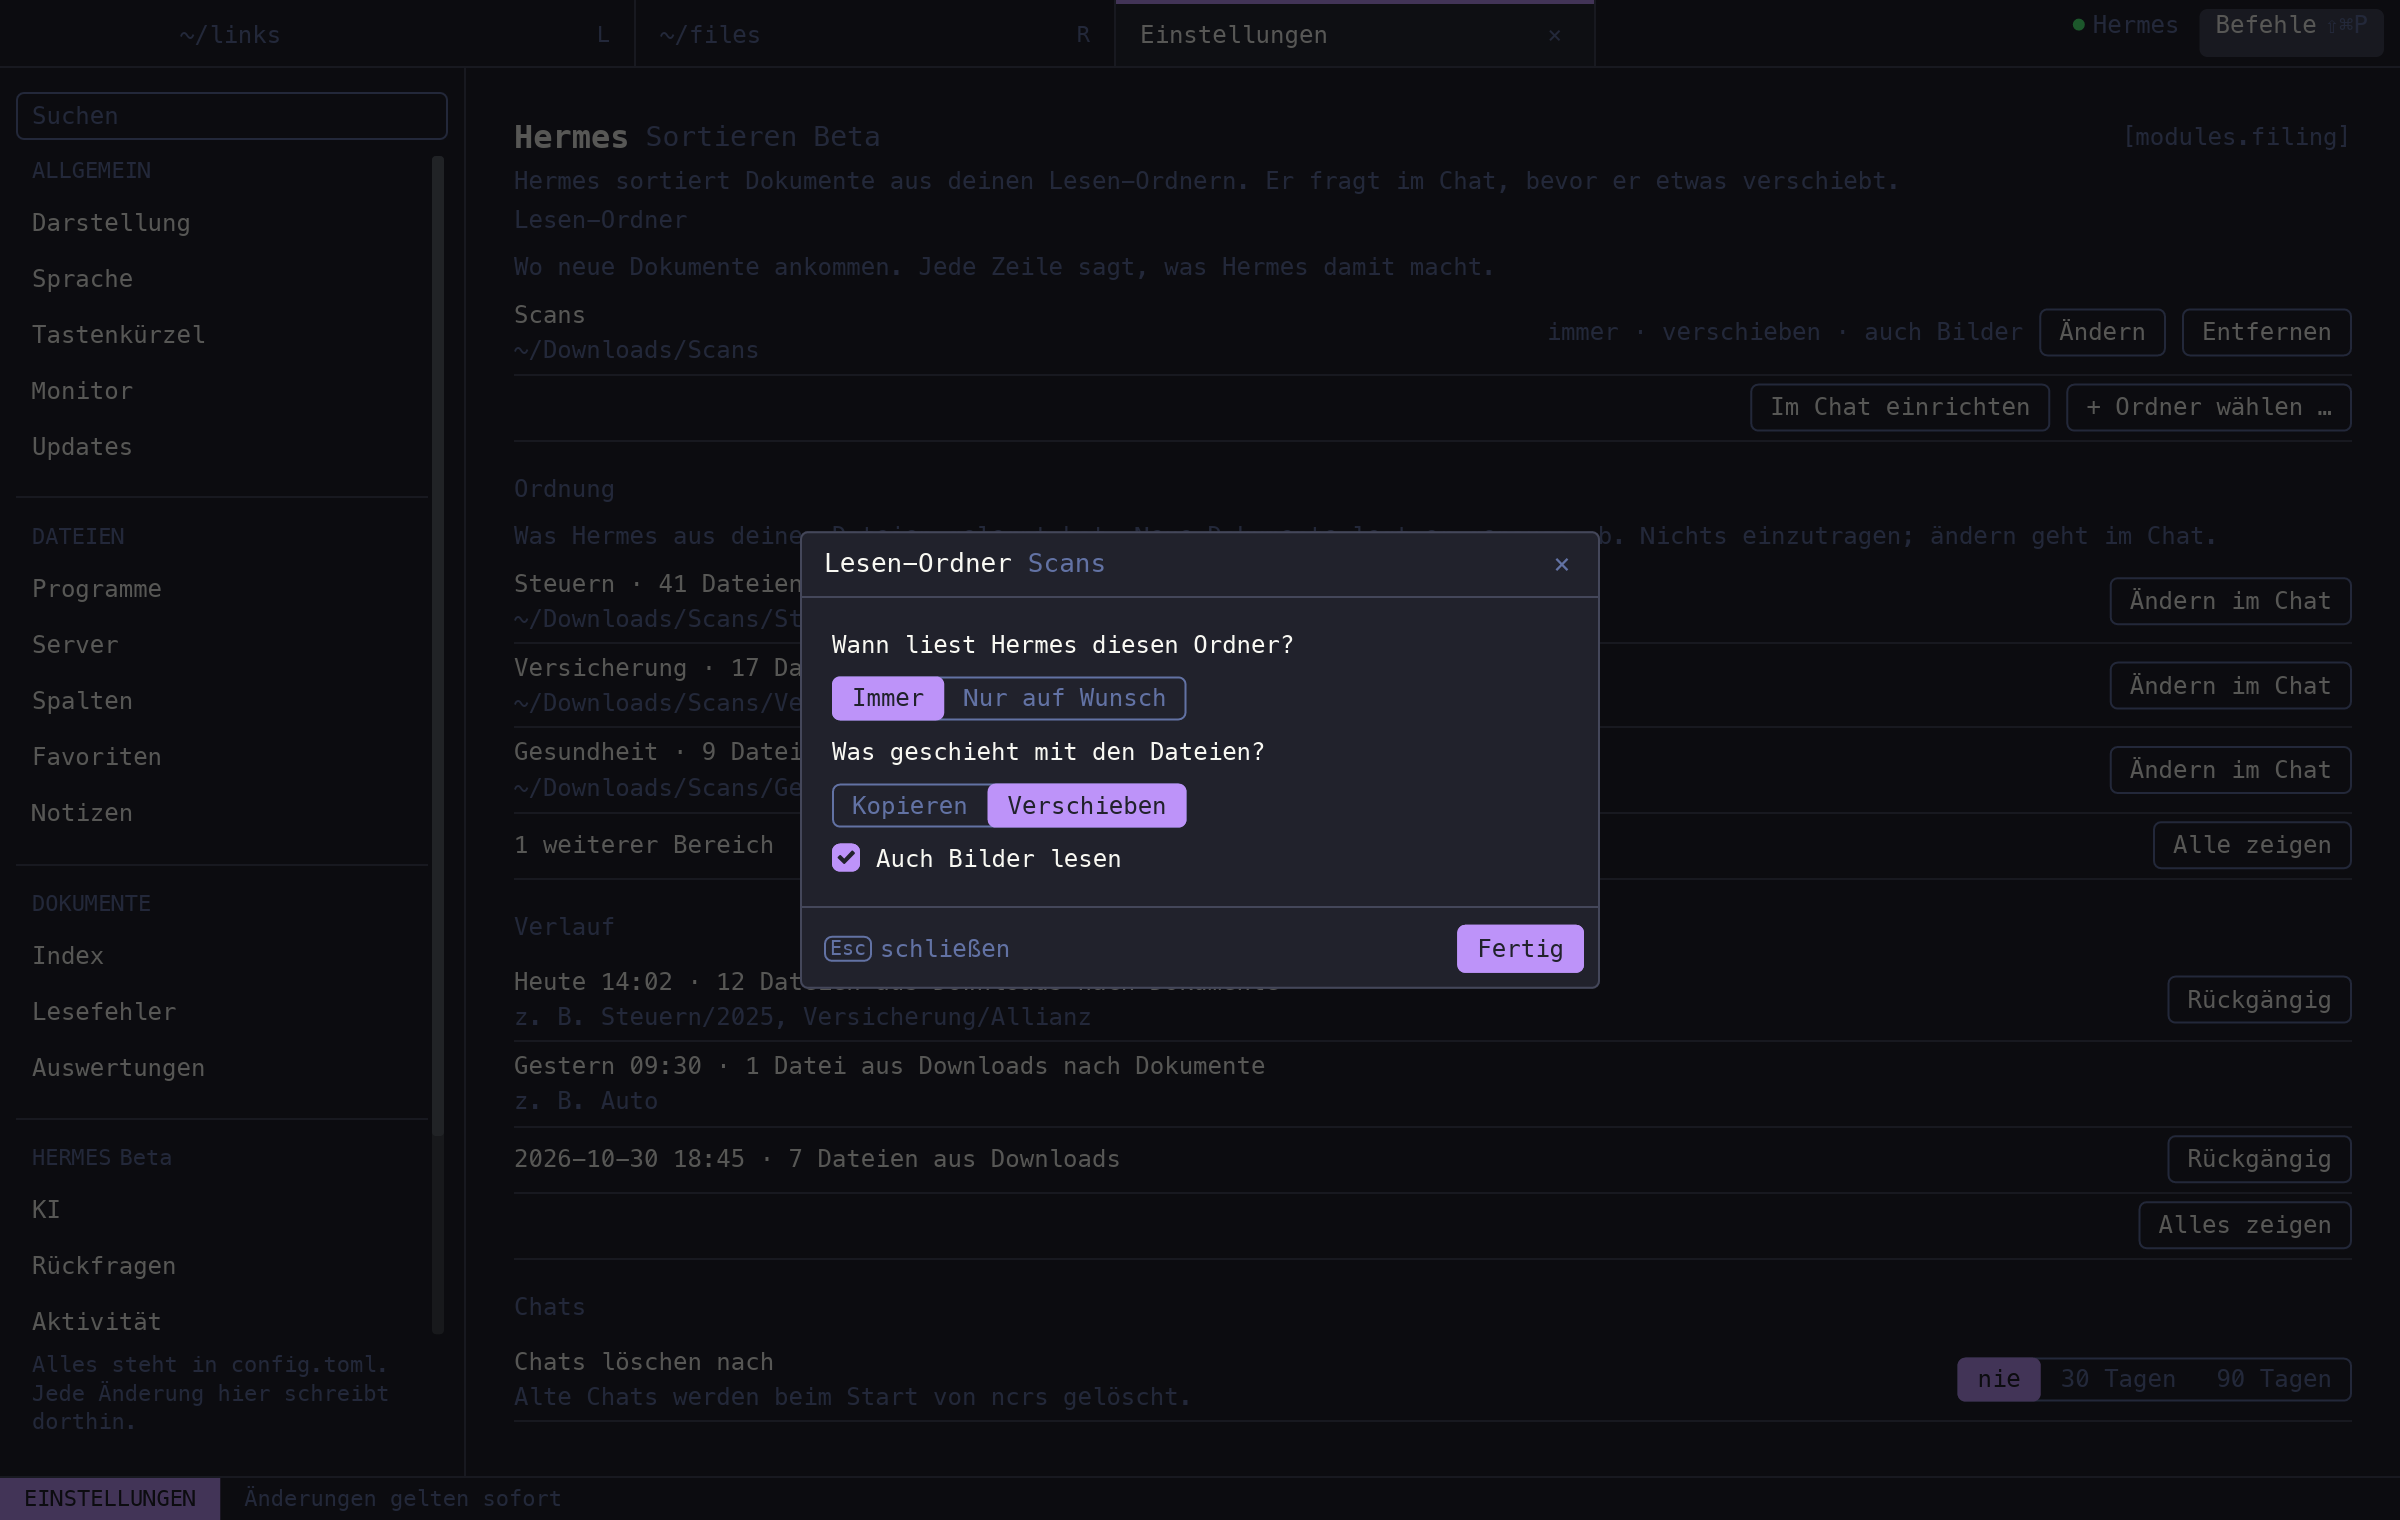 ~/links L ~/files R Einstellungen × Hermes Befehle ⇧⌘P
Suchen
ALLGEMEIN
Darstellung
Sprache
Tastenkürzel
Monitor
Updates
DATEIEN
Programme
Server
Spalten
Favoriten
Notizen
DOKUMENTE
Index
Lesefehler
Auswertungen
HERMES Beta
KI
Rückfragen
Aktivität
Alles steht in config.toml.
Jede Änderung hier schreibt
dorthin.
Hermes Sortieren Beta [modules.filing]
Hermes sortiert Dokumente aus deinen Lesen-Ordnern. Er fragt im Chat, bevor er etwas verschiebt.
Lesen-Ordner
Wo neue Dokumente ankommen. Jede Zeile sagt, was Hermes damit macht.
Scans
~/Downloads/Scans
immer · verschieben · auch Bilder Ändern Entfernen
Im Chat einrichten + Ordner wählen …
Ordnung
Was Hermes aus deine b. Nichts einzutragen; ändern geht im Chat.
Steuern · 41 Dateien
~/Downloads/Scans/St
Ändern im Chat
Versicherung · 17 Da
~/Downloads/Scans/Ve
Ändern im Chat
Gesundheit · 9 Datei
~/Downloads/Scans/Ge
Ändern im Chat
1 weiterer Bereich Alle zeigen
Verlauf
Heute 14:02 · 12 Dat
z. B. Steuern/2025, Versicherung/Allianz
Rückgängig
Gestern 09:30 · 1 Datei aus Downloads nach Dokumente
z. B. Auto
2026-10-30 18:45 · 7 Dateien aus Downloads Rückgängig
Alles zeigen
Chats
Chats löschen nach
Alte Chats werden beim Start von ncrs gelöscht.
nie 30 Tagen 90 Tagen
Lesen-Ordner Scans ×
Wann liest Hermes diesen Ordner?
Immer Nur auf Wunsch
Was geschieht mit den Dateien?
Kopieren Verschieben
Auch Bilder lesen
Esc schließen Fertig
EINSTELLUNGEN Änderungen gelten sofort